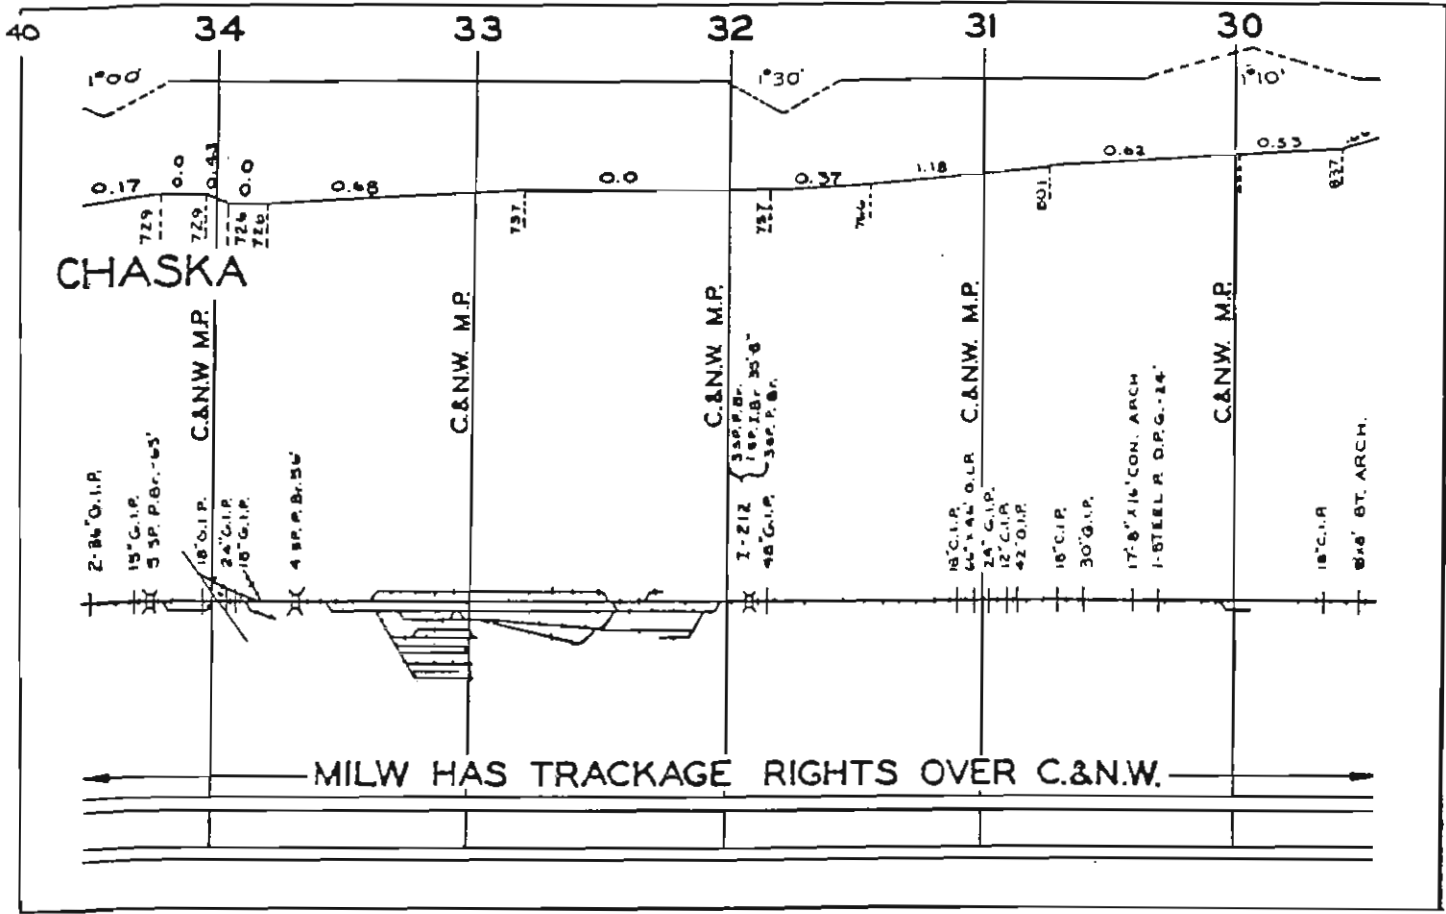 40 34 33 32 31 30
1°00' 1°30' 1°10'
0.17 0.0 0.43 0.0 0.68 0.0 0.37 1.18 0.62 0.53
729 729 726 726 737 737 766 801 837
CHASKA
C.&N.W. M.P.
C.&N.W. M.P.
C.&N.W. M.P.
C.&N.W. M.P.
C.&N.W. M.P.
2-36" G.I.P.
15" G.I.P.
5 SP. P.Br.-65'
18" G.I.P.
24" G.I.P.
18" G.I.P.
4 SP. P. Br. 56'
3 SP. P. Br.
1 SP. I. Br 35'8"
3 SP. P. Br.
I-212
48" G.I.P.
18" C.I.P.
24" G.I.P.
12" C.I.P.
42" G.I.P.
18" C.I.P.
30" G.I.P.
17'-8" X 16' CON. ARCH
1-STEEL R. D.P.G.-24'
18" C.I.P.
8x8' ST. ARCH.
MILW HAS TRACKAGE RIGHTS OVER C.&N.W.